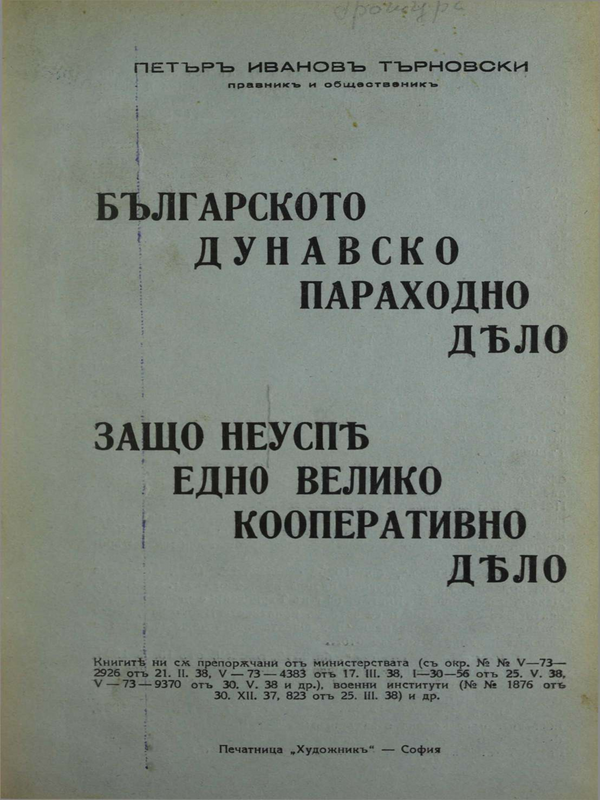 брошура
ПЕТЪРЪ ИВАНОВЪ ТЪРНОВСКИ
правникъ и общественикъ
БЪЛГАРСКОТО
ДУНАВСКО
ПАРАХОДНО
ДѢЛО
ЗАЩО НЕУСПѢ
ЕДНО ВЕЛИКО
КООПЕРАТИВНО
ДѢЛО
Книгитѣ ни сѫ препорѫчани отъ министерствата (съ окр. № № V—73—
2926 отъ 21. II. 38, V — 73 — 4383 отъ 17. III. 38, I—30—56 отъ 25. V. 38,
V — 73 — 9370 отъ 30. V. 38 и др.), военни институти (№ № 1876 отъ
30. XII. 37, 823 отъ 25. III. 38) и др.
Печатница „Художникъ“ — София